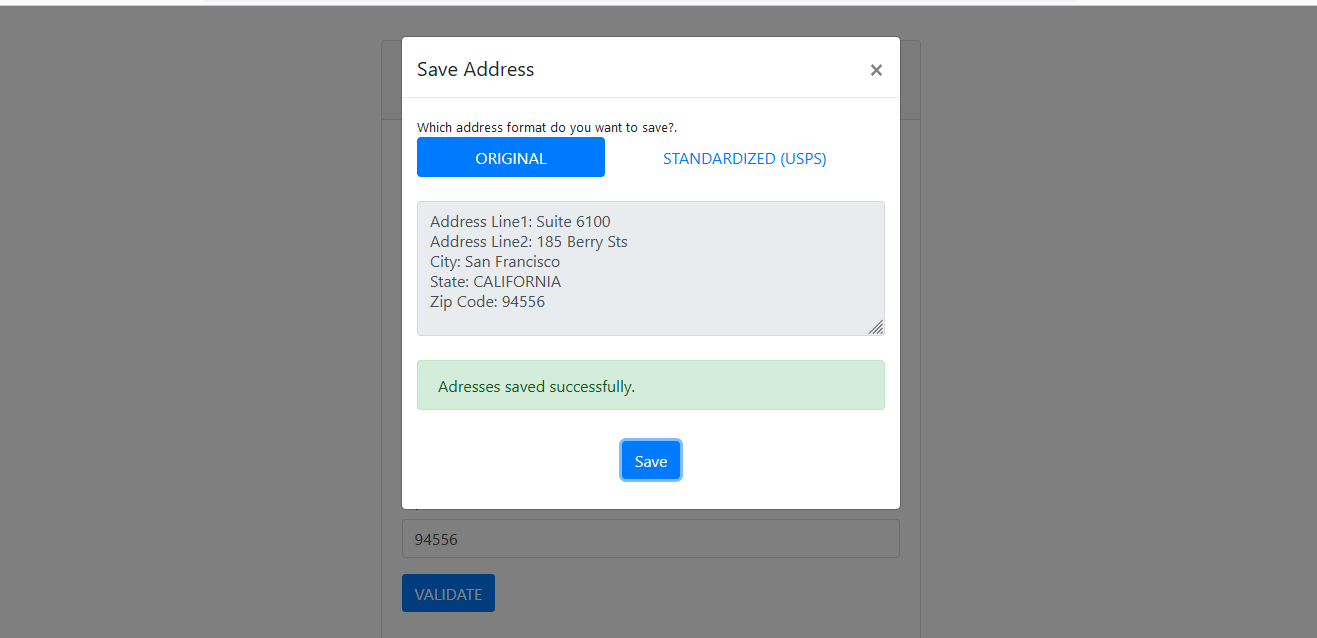 Save Address
×
Which address format do you want to save?.
ORIGINAL
STANDARDIZED (USPS)
Address Line1: Suite 6100
Address Line2: 185 Berry Sts
City: San Francisco
State: CALIFORNIA
Zip Code: 94556
Adresses saved successfully.
Save
94556
VALIDATE